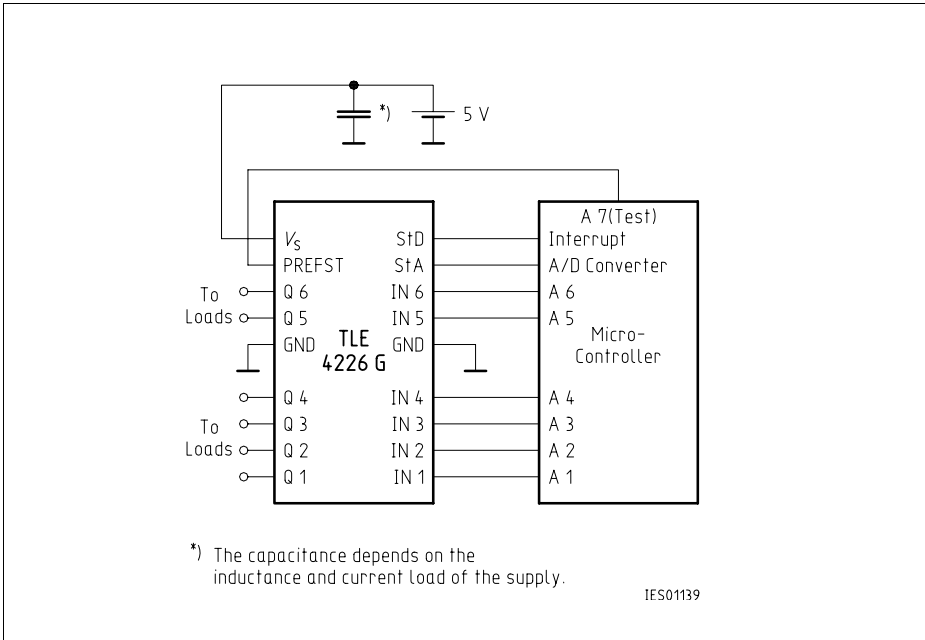 *)
5 V
A 7(Test)
VS
StD
Interrupt
PREFST
StA
A/D Converter
Q 6
IN 6
A 6
To
Loads
Q 5
IN 5
A 5
GND
TLE
4226 G
GND
Micro-
Controller
Q 4
IN 4
A 4
Q 3
IN 3
A 3
To
Loads
Q 2
IN 2
A 2
Q 1
IN 1
A 1
*) The capacitance depends on the
inductance and current load of the supply.
IES01139